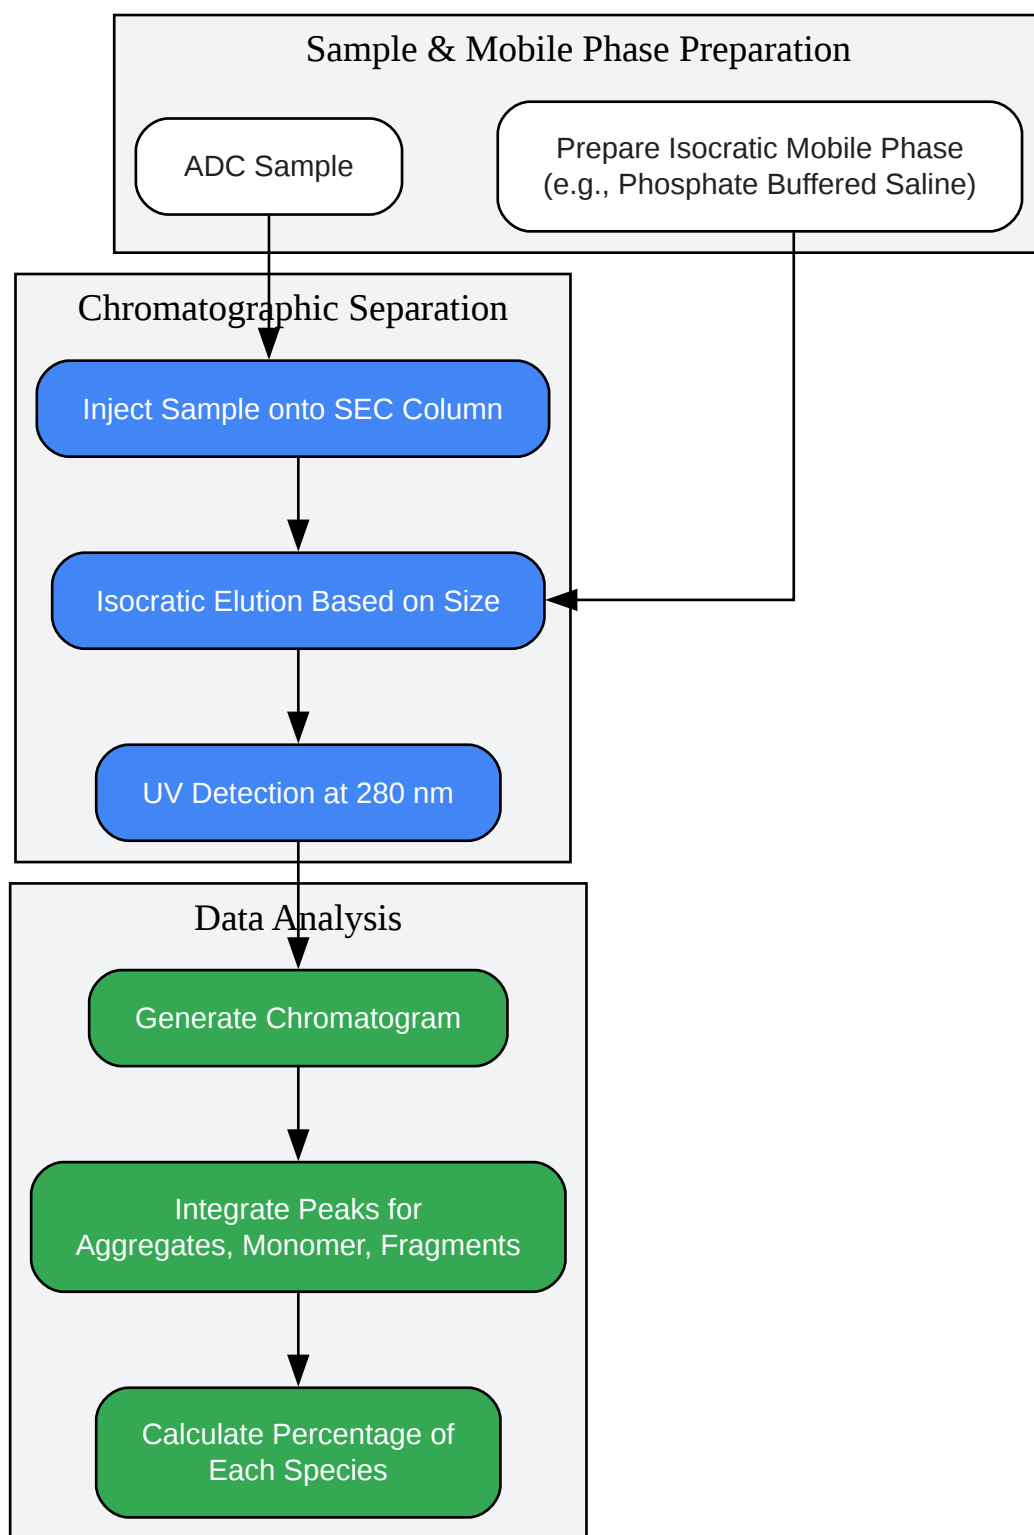 Sample & Mobile Phase Preparation
ADC Sample
Prepare Isocratic Mobile Phase
(e.g., Phosphate Buffered Saline)
Chromatographic Separation
Inject Sample onto SEC Column
Isocratic Elution Based on Size
UV Detection at 280 nm
Data Analysis
Generate Chromatogram
Integrate Peaks for
Aggregates, Monomer, Fragments
Calculate Percentage of
Each Species